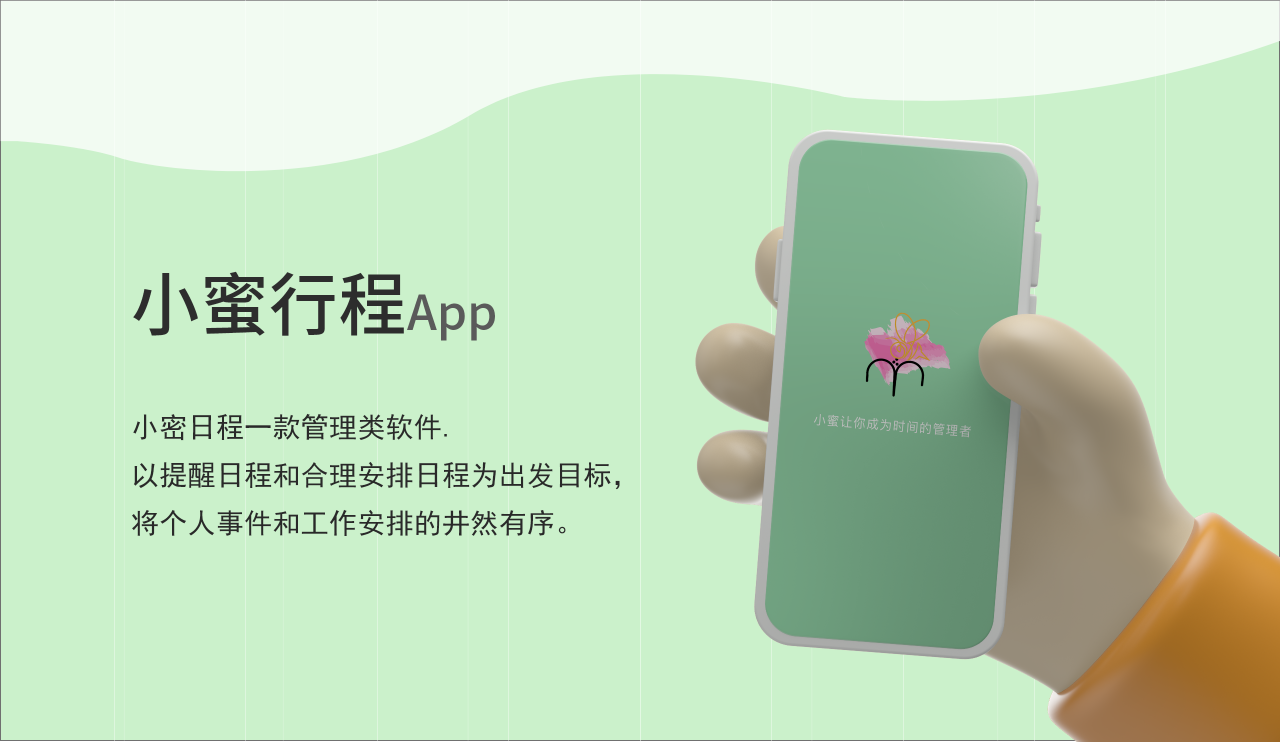 小蜜行程App
小密日程一款管理类软件.
以提醒日程和合理安排日程为出发目标，
将个人事件和工作安排的井然有序。
小蜜让你成为时间的管理者